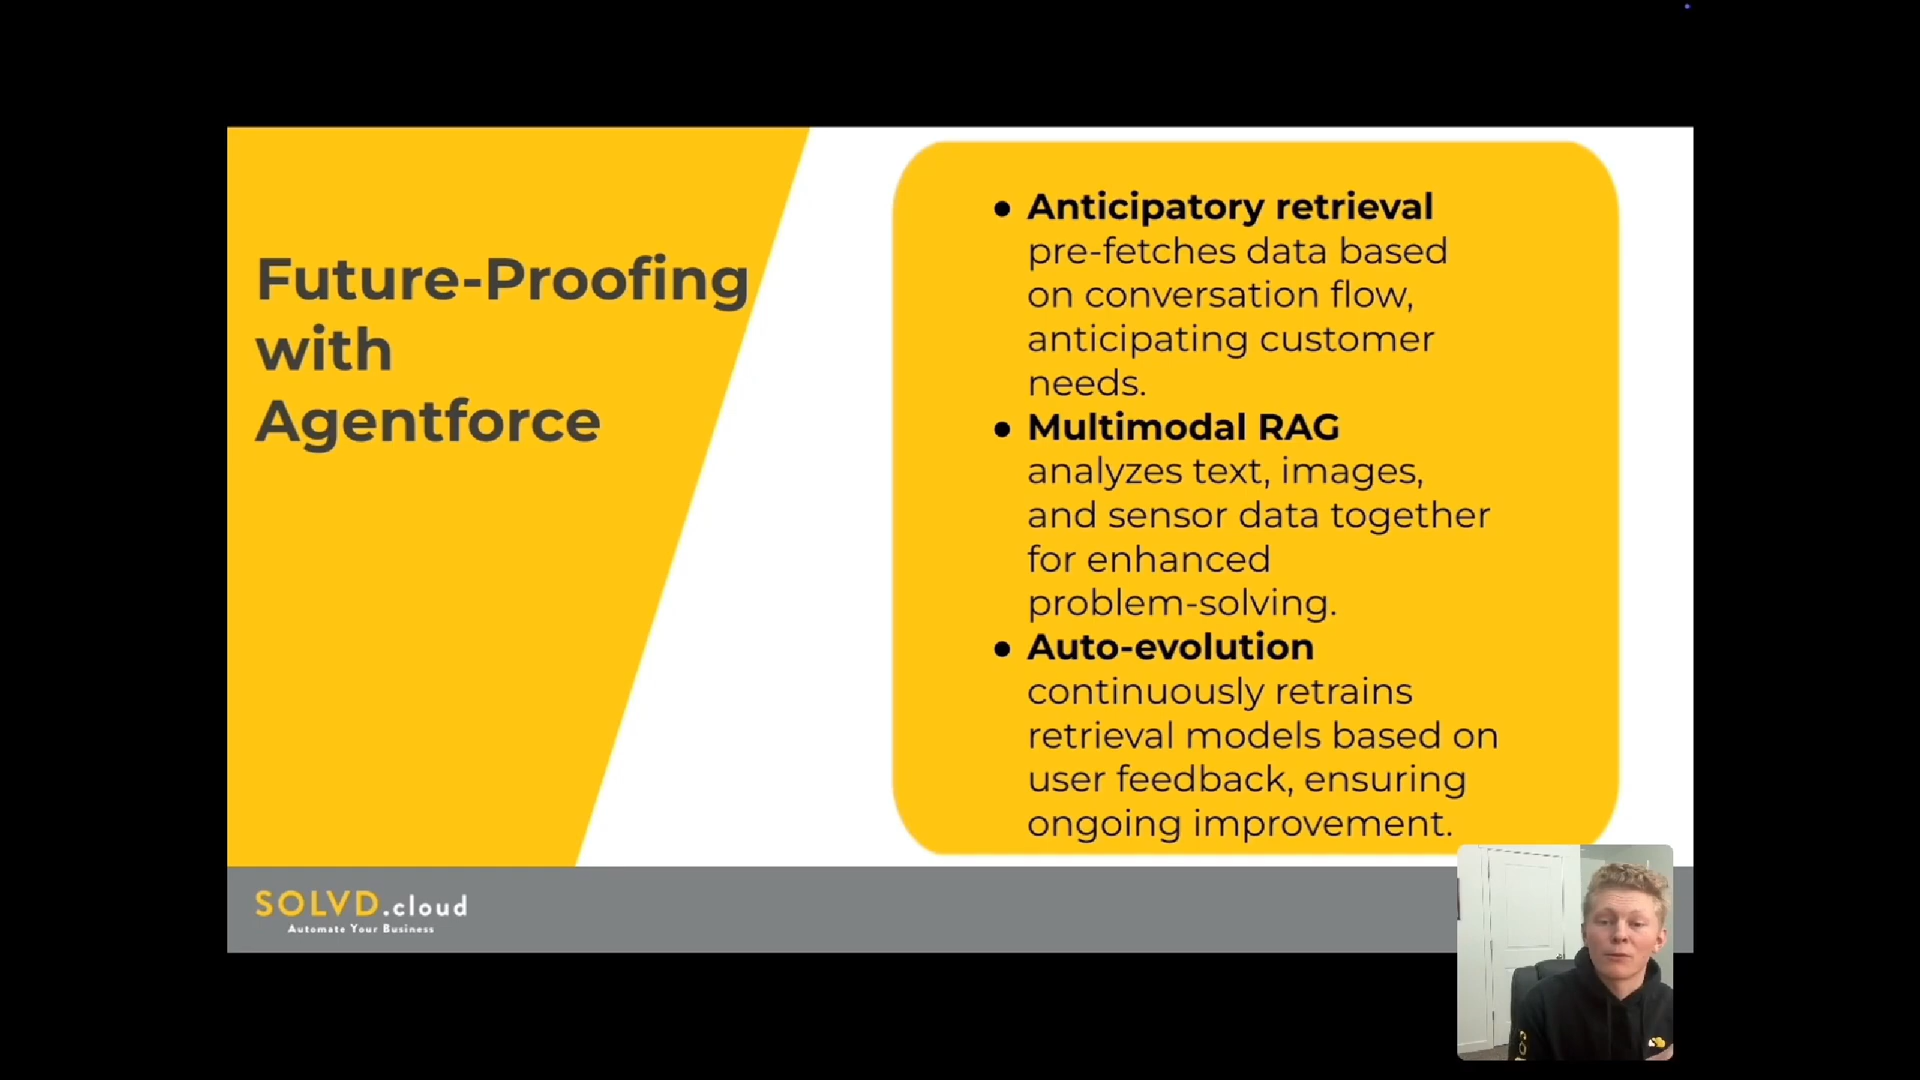 Future-Proofing
with
Agentforce
● Anticipatory retrieval
pre-fetches data based
on conversation flow,
anticipating customer
needs.
● Multimodal RAG
analyzes text, images,
and sensor data together
for enhanced
problem-solving.
● Auto-evolution
continuously retrains
retrieval models based on
user feedback, ensuring
ongoing improvement.
SOLVD.cloud
Automate Your Business